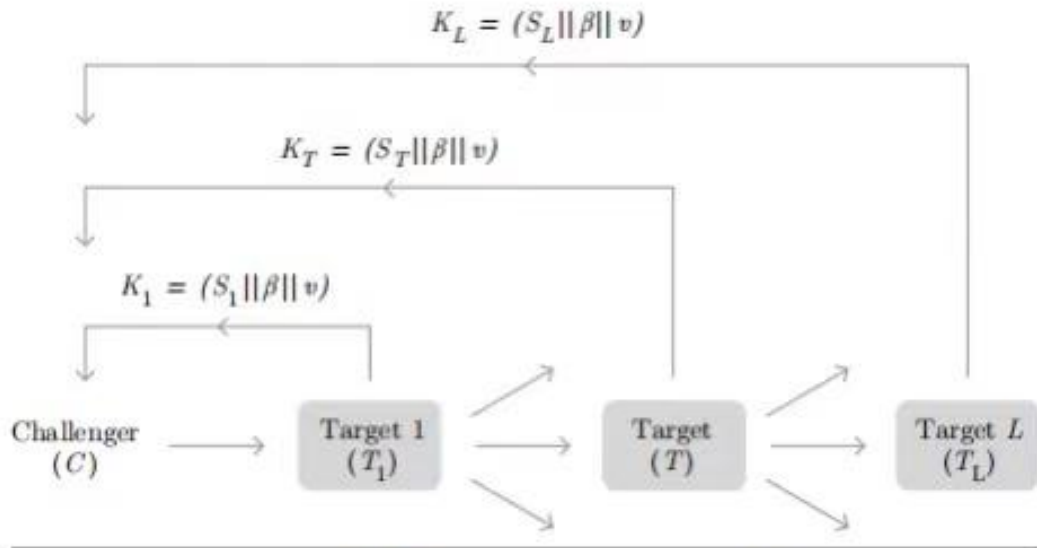 K_L = (S_L||β||v)
K_T = (S_T||β||v)
K_1 = (S_1||β||v)
Challenger
(C)
Target 1
(T_1)
Target
(T)
Target L
(T_L)